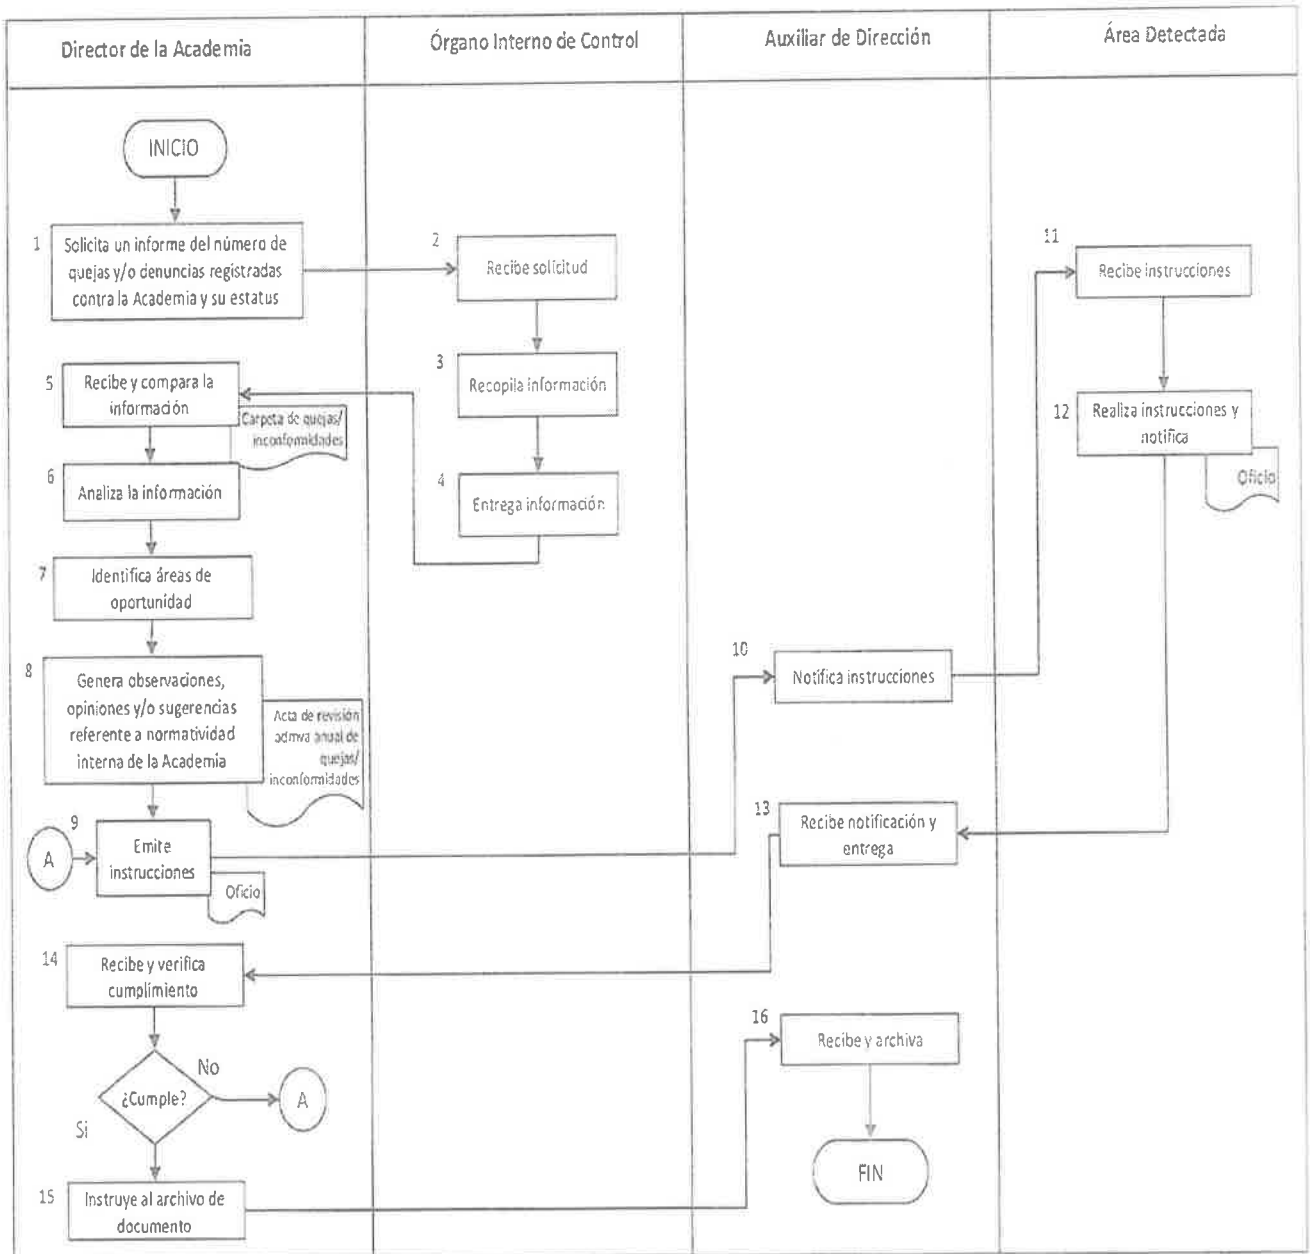 Director de la Academia
Órgano Interno de Control
Auxiliar de Dirección
Área Detectada
INICIO
1
Solicita un informe del número de
quejas y/o denuncias registradas
contra la Academia y su estatus
2
Recibe solicitud
3
Recopila información
4
Entrega información
5
Recibe y compara la
información
Carpeta de quejas/
inconformidades
6
Analiza la información
7
Identifica áreas de
oportunidad
8
Genera observaciones,
opiniones y/o sugerencias
referente a normatividad
interna de la Academia
Acta de revisión
admva anual de
quejas/
inconformidades
A
9
Emite
instrucciones
Oficio
10
Notifica instrucciones
11
Recibe instrucciones
12
Realiza instrucciones y
notifica
Oficio
13
Recibe notificación y
entrega
14
Recibe y verifica
cumplimiento
¿Cumple?
No
A
Si
15
Instruye al archivo de
documento
16
Recibe y archiva
FIN